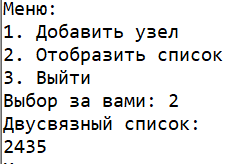 Меню:
1. Добавить узел
2. Отобразить список
3. Выйти
Выбор за вами: 2
Двусвязный список:
2435